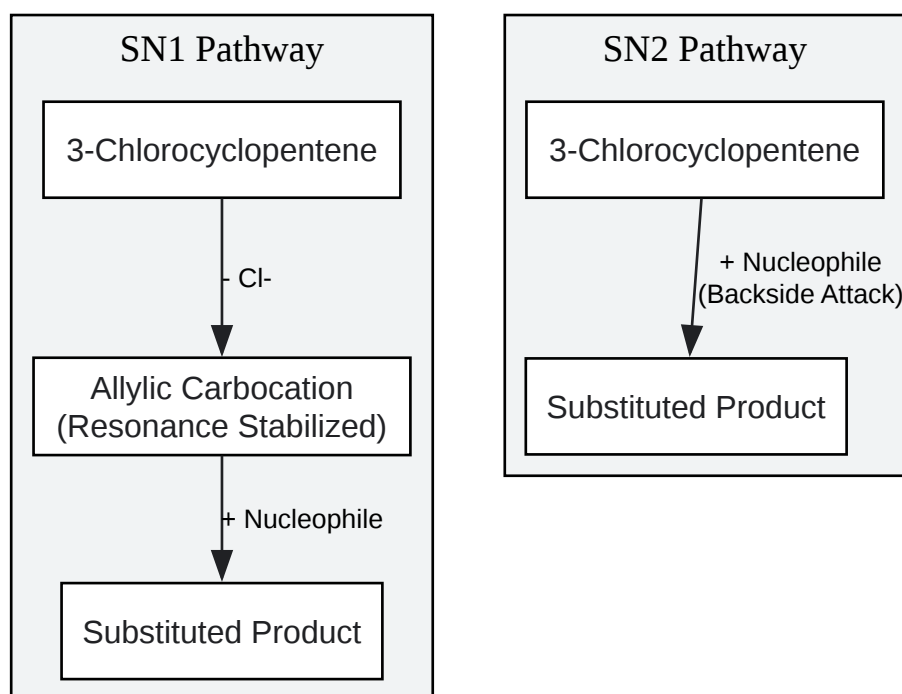 SN1 Pathway
3-Chlorocyclopentene
- Cl-
Allylic Carbocation
(Resonance Stabilized)
+ Nucleophile
Substituted Product
SN2 Pathway
3-Chlorocyclopentene
+ Nucleophile
(Backside Attack)
Substituted Product